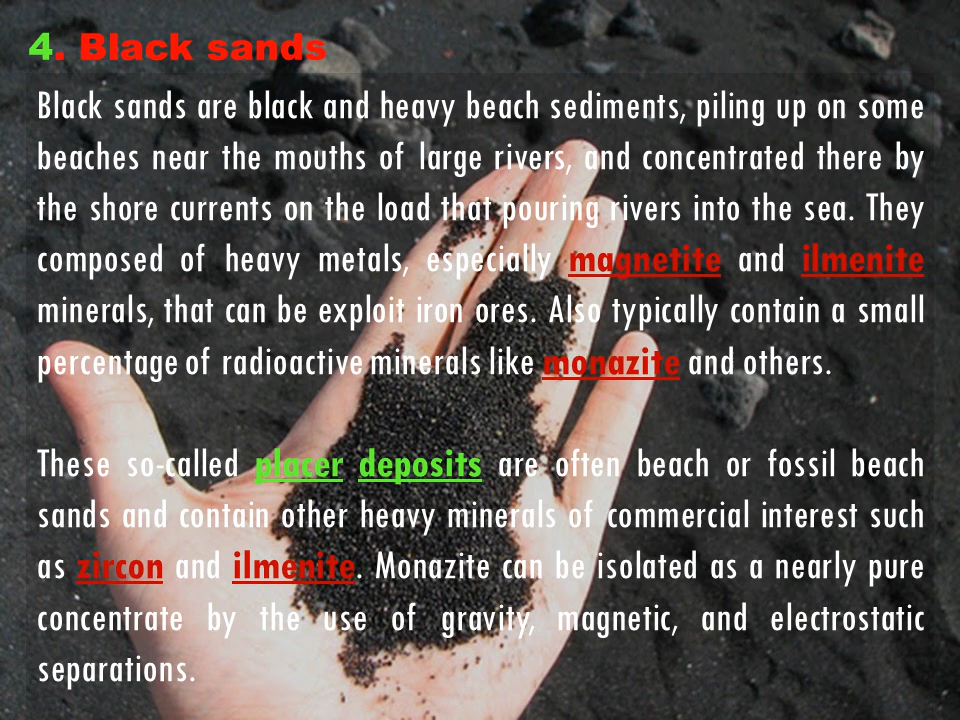 4. Black sands
Black sands are black and heavy beach sediments, piling up on some
beaches near the mouths of large rivers, and concentrated there by
the shore currents on the load that pouring rivers into the sea. They
composed of heavy metals, especially magnetite and ilmenite
minerals, that can be exploit iron ores. Also typically contain a small
percentage of radioactive minerals like monazite and others.
These so-called placer deposits are often beach or fossil beach
sands and contain other heavy minerals of commercial interest such
as zircon and ilmenite. Monazite can be isolated as a nearly pure
concentrate by the use of gravity, magnetic, and electrostatic
separations.